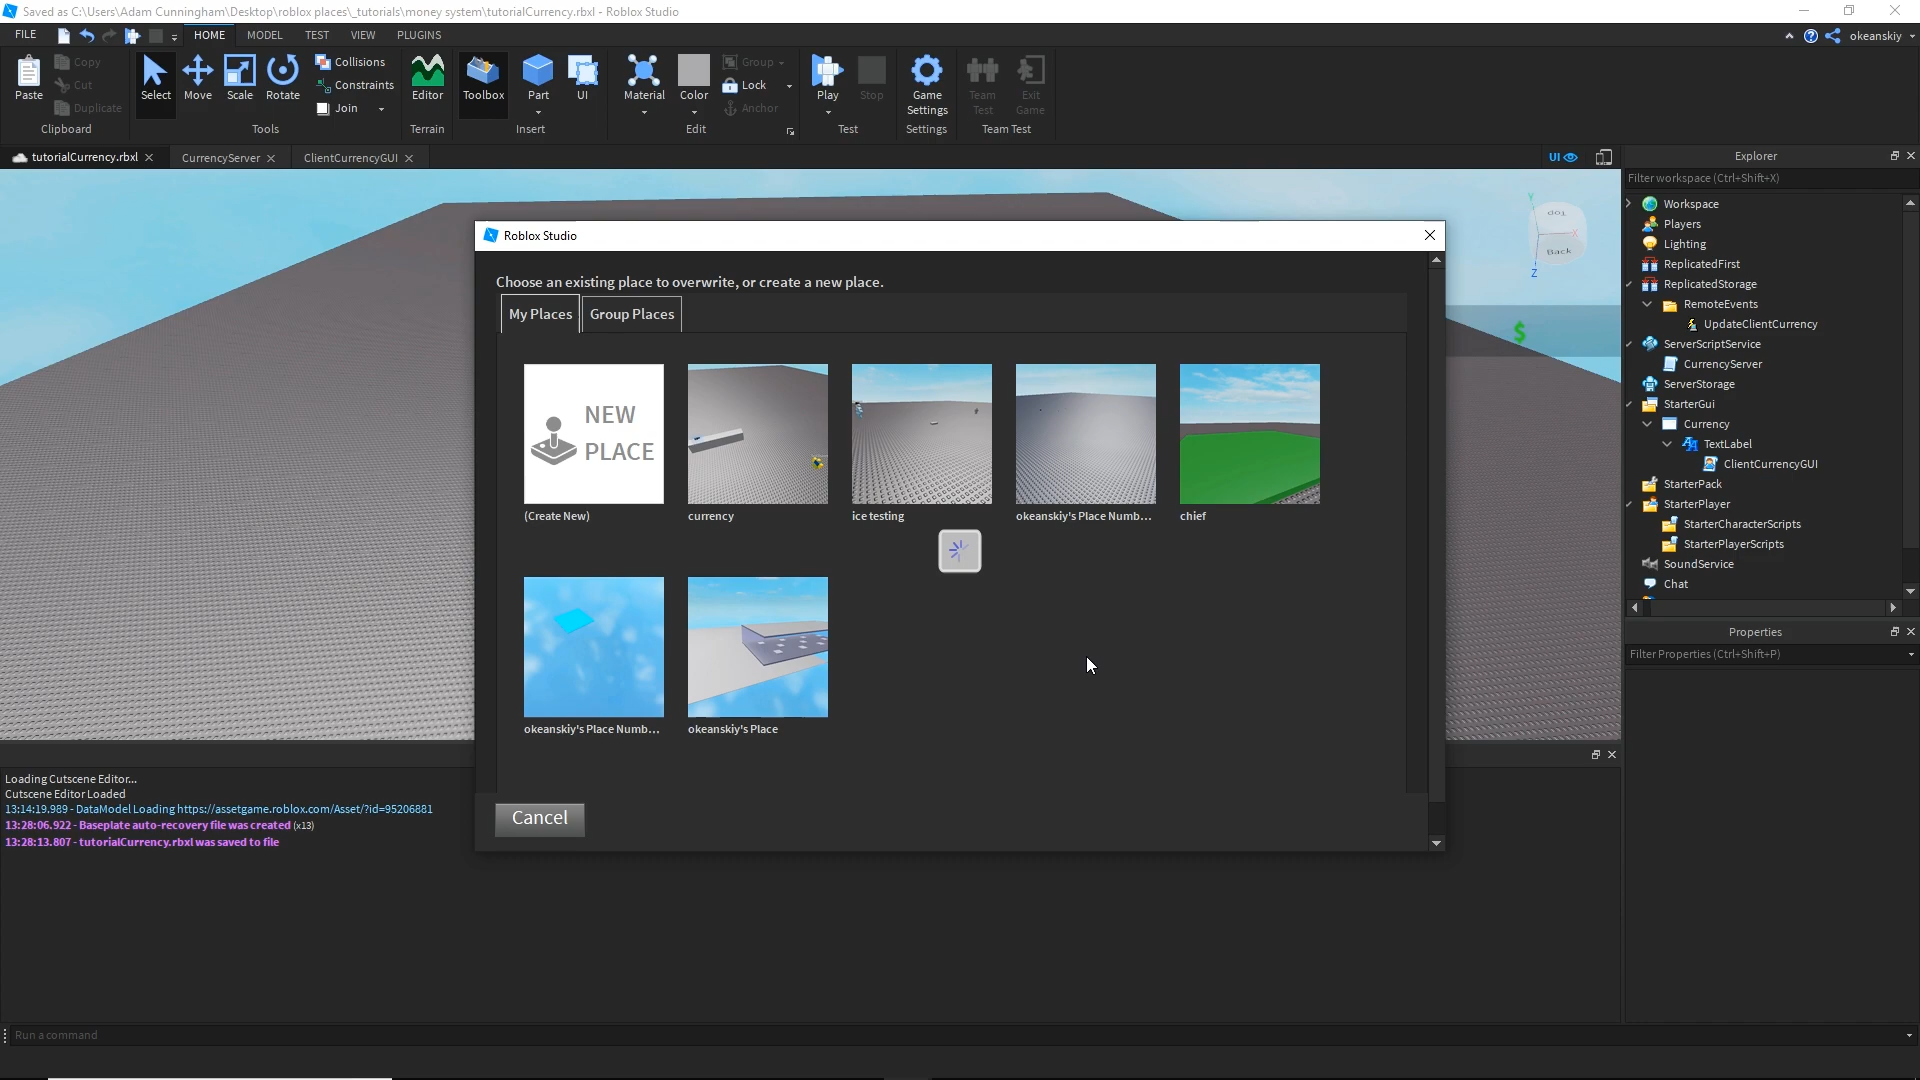 Saved as C:\Users\Adam Cunningham\Desktop\roblox places\_tutorials\money system\tutorialCurrency.rbxl - Roblox Studio
FILE
HOME
MODEL
TEST
VIEW
PLUGINS
okeanskiy
Paste
Copy
Cut
Duplicate
Clipboard
Select
Move
Scale
Rotate
Collisions
Constraints
Join
Tools
Editor
Terrain
Toolbox
Part
UI
Insert
Material
Color
Group
Lock
Anchor
Edit
Play
Stop
Test
Game
Settings
Settings
Team
Test
Exit
Game
Team Test
tutorialCurrency.rbxl
CurrencyServer
ClientCurrencyGUI
UI
Y
Top
X
Back
Z
$
Roblox Studio
Choose an existing place to overwrite, or create a new place.
My Places
Group Places
NEW
PLACE
(Create New)
currency
ice testing
okeanskiy's Place Numb...
chief
okeanskiy's Place Numb...
okeanskiy's Place
Cancel
Explorer
Filter workspace (Ctrl+Shift+X)
Workspace
Players
Lighting
ReplicatedFirst
ReplicatedStorage
RemoteEvents
UpdateClientCurrency
ServerScriptService
CurrencyServer
ServerStorage
StarterGui
Currency
TextLabel
ClientCurrencyGUI
StarterPack
StarterPlayer
StarterCharacterScripts
StarterPlayerScripts
SoundService
Chat
Properties
Filter Properties (Ctrl+Shift+P)
Loading Cutscene Editor...
Cutscene Editor Loaded
13:14:19.989 - DataModel Loading https://assetgame.roblox.com/Asset/?id=95206881
13:28:06.922 - Baseplate auto-recovery file was created (x13)
13:28:13.807 - tutorialCurrency.rbxl was saved to file
Run a command